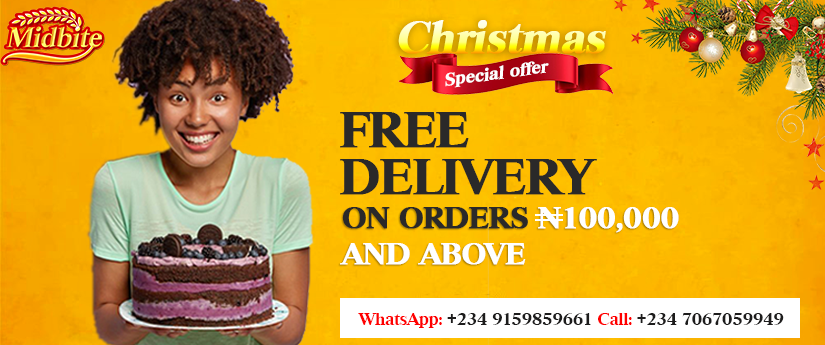 Midbite
Christmas
Special offer
FREE
DELIVERY
ON ORDERS ₦100,000
AND ABOVE
WhatsApp: +234 9159859661 Call: +234 7067059949